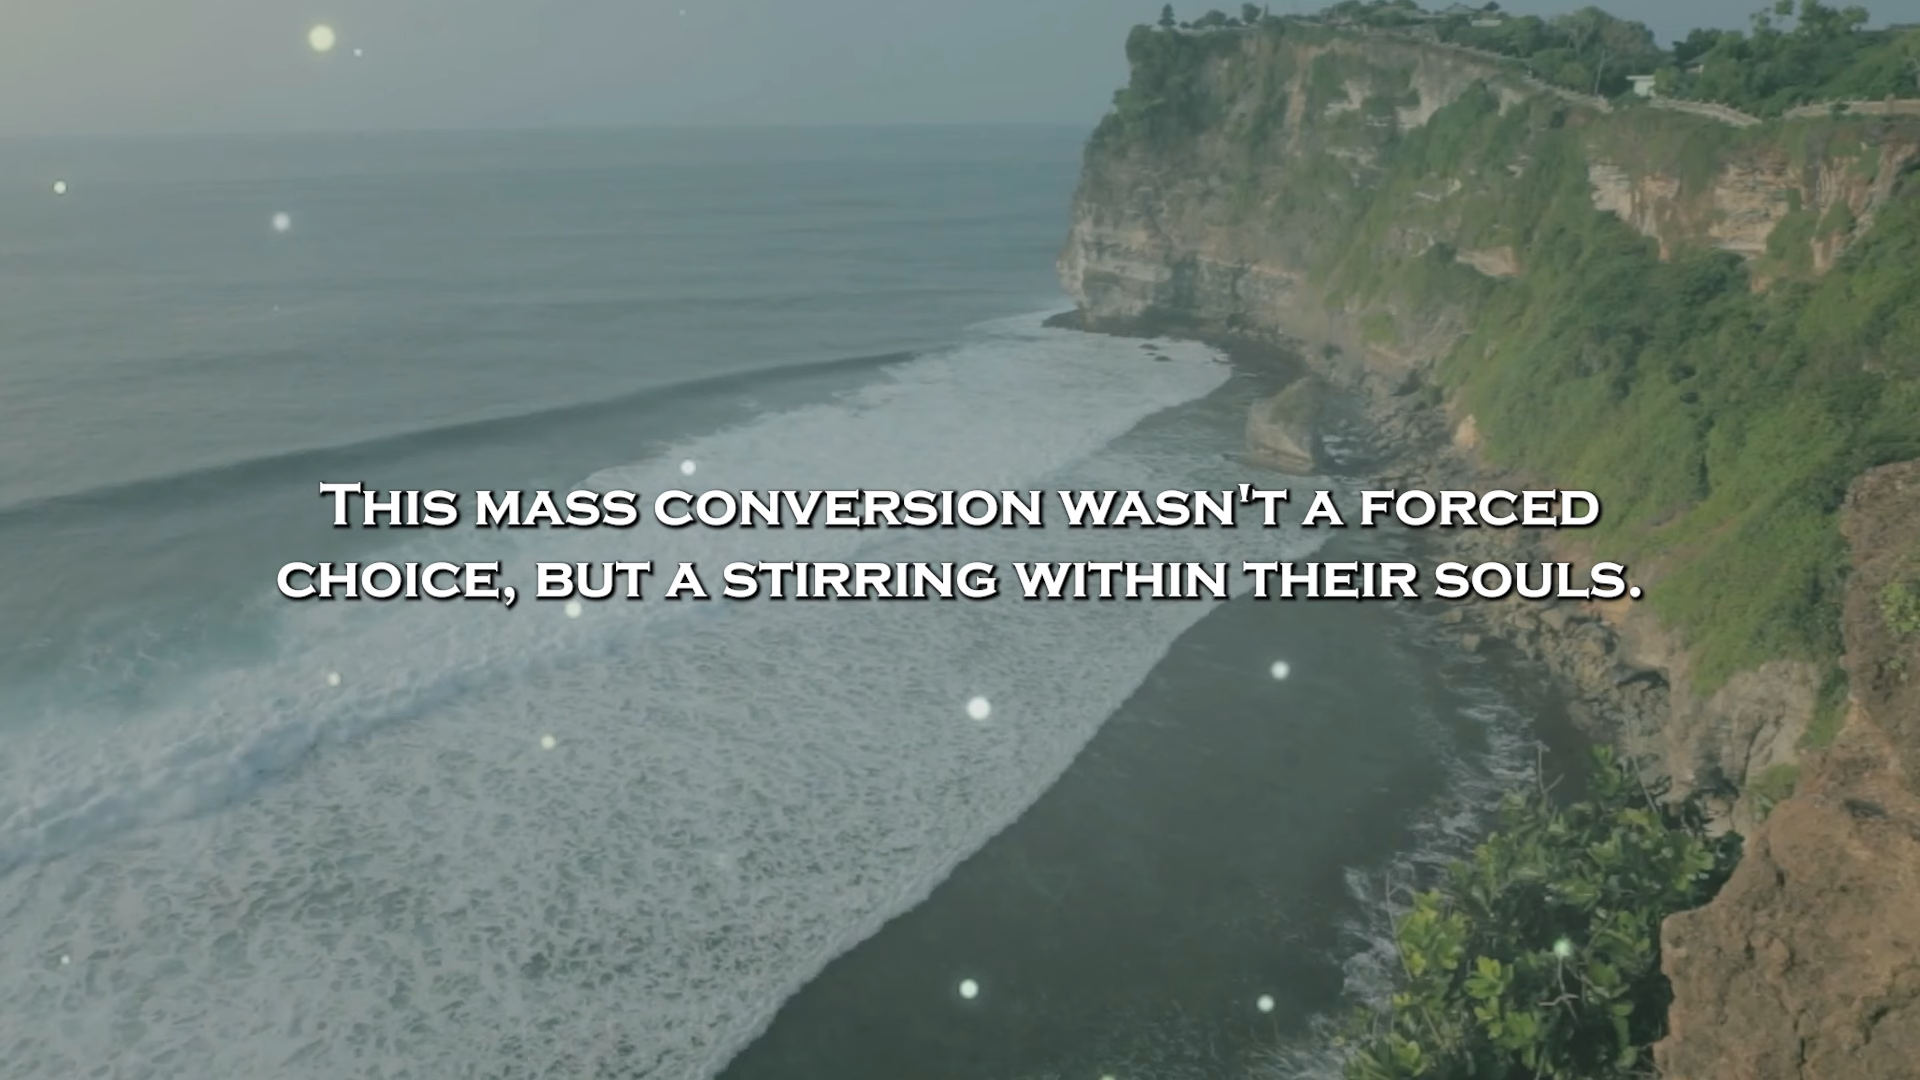 This mass conversion wasn't a forced
choice, but a stirring within their souls.